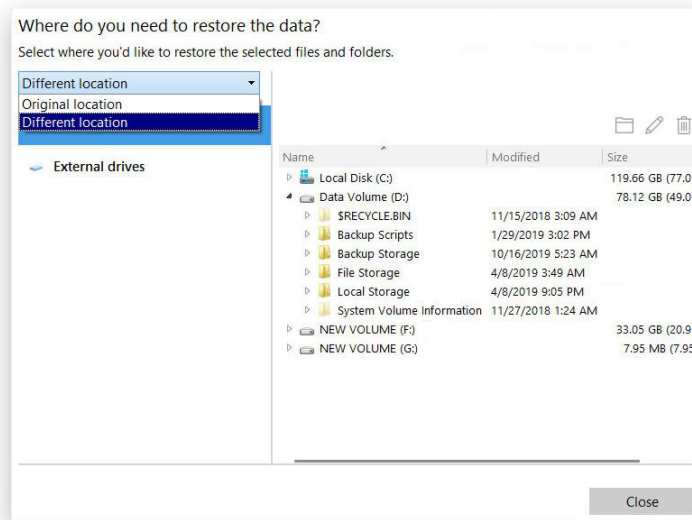 Where do you need to restore the data?
Select where you'd like to restore the selected files and folders.
Different location
Original location
Different location
External drives
Name Modified Size
Local Disk (C:) 119.66 GB (77.0
Data Volume (D:) 78.12 GB (49.0
$RECYCLE.BIN 11/15/2018 3:09 AM
Backup Scripts 1/29/2019 3:02 PM
Backup Storage 10/16/2019 5:23 AM
File Storage 4/8/2019 3:49 AM
Local Storage 4/8/2019 9:05 PM
System Volume Information 11/27/2018 1:24 AM
NEW VOLUME (F:) 33.05 GB (20.9
NEW VOLUME (G:) 7.95 MB (7.95
Close